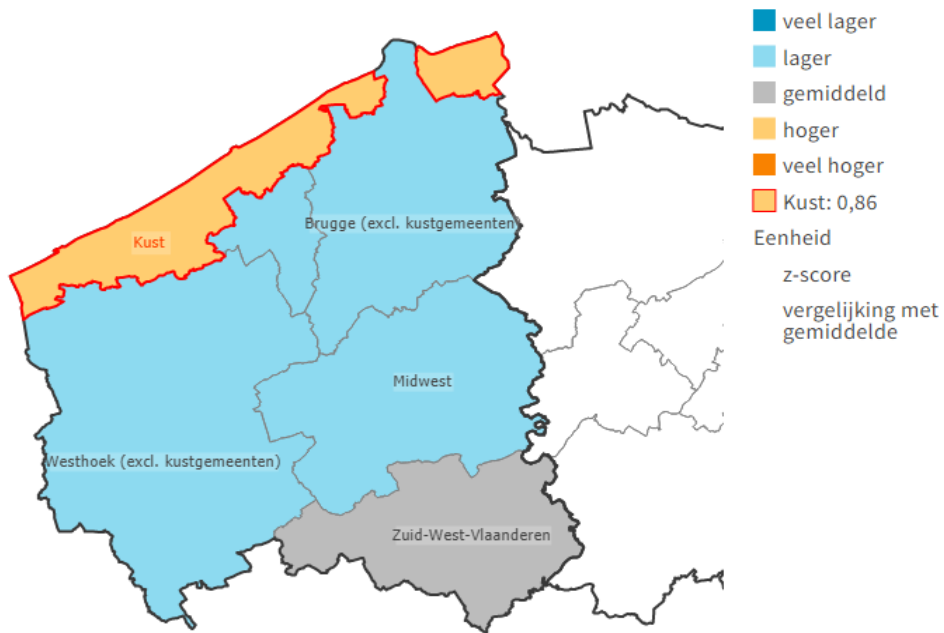 veel lager
lager
gemiddeld
hoger
veel hoger
Kust: 0,86
Eenheid
z-score
vergelijking met
gemiddelde
Kust
Brugge (excl. kustgemeenten)
Midwest
Westhoek (excl. kustgemeenten)
Zuid-West-Vlaanderen